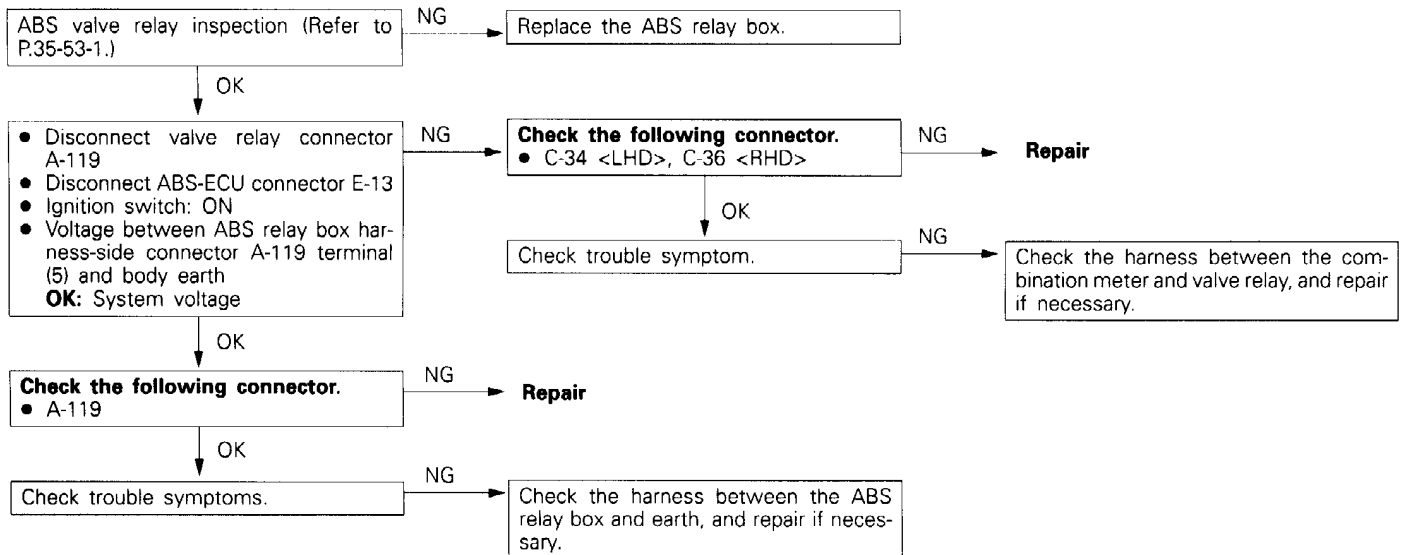 ABS valve relay inspection (Refer to
P.35-53-1.)
NG
Replace the ABS relay box.
OK
● Disconnect valve relay connector
A-119
● Disconnect ABS-ECU connector E-13
● Ignition switch: ON
● Voltage between ABS relay box har-
ness-side connector A-119 terminal
(5) and body earth
OK: System voltage
NG
Check the following connector.
● C-34 <LHD>, C-36 <RHD>
NG
Repair
OK
Check trouble symptom.
NG
Check the harness between the com-
bination meter and valve relay, and repair
if necessary.
OK
Check the following connector.
● A-119
NG
Repair
OK
Check trouble symptoms.
NG
Check the harness between the ABS
relay box and earth, and repair if neces-
sary.